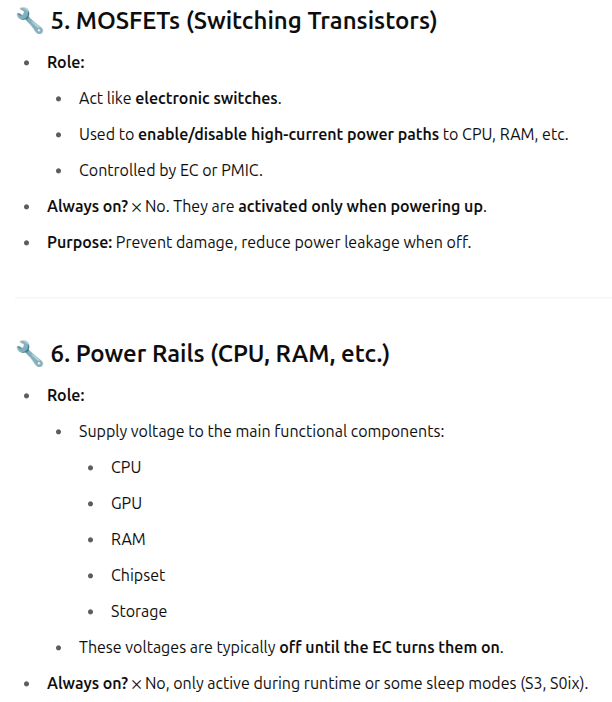 🔧 5. MOSFETs (Switching Transistors)
• Role:
• Act like electronic switches.
• Used to enable/disable high-current power paths to CPU, RAM, etc.
• Controlled by EC or PMIC.
• Always on? × No. They are activated only when powering up.
• Purpose: Prevent damage, reduce power leakage when off.
🔧 6. Power Rails (CPU, RAM, etc.)
• Role:
• Supply voltage to the main functional components:
• CPU
• GPU
• RAM
• Chipset
• Storage
• These voltages are typically off until the EC turns them on.
• Always on? × No, only active during runtime or some sleep modes (S3, S0ix).